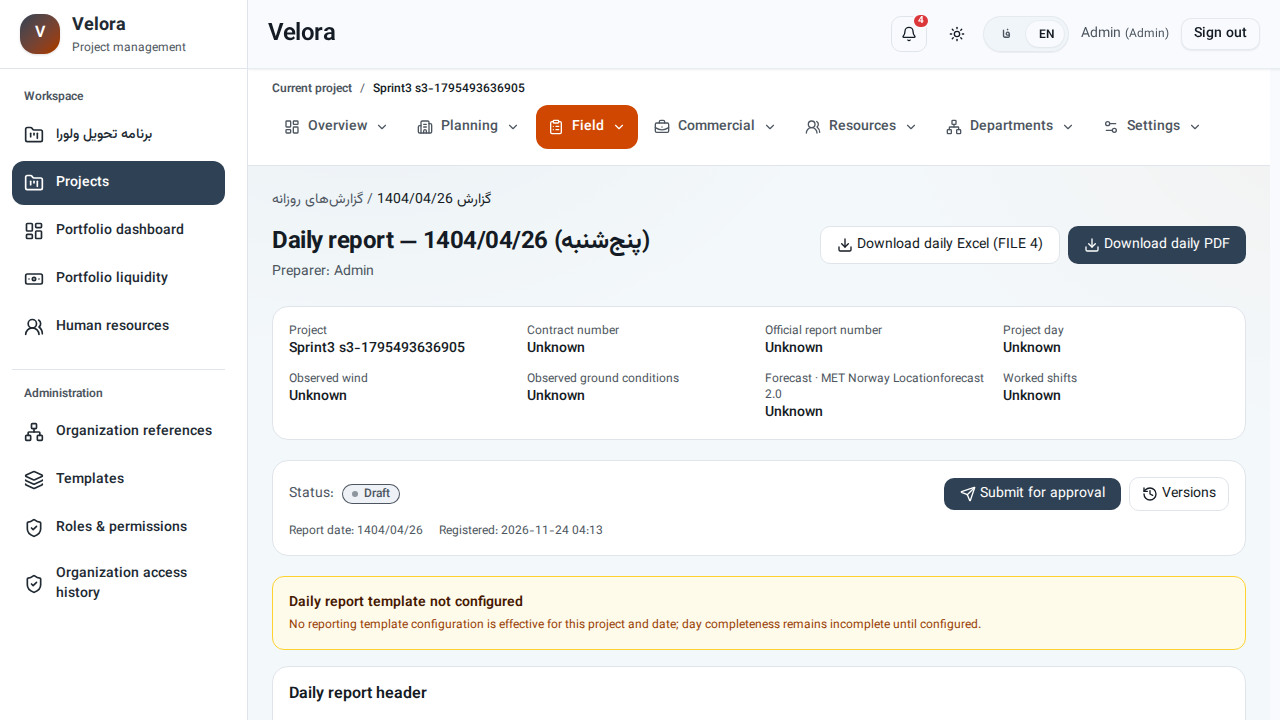 V
Velora
Project management
Workspace
برنامه تحویل ولورا
Projects
Portfolio dashboard
Portfolio liquidity
Human resources
Administration
Organization references
Templates
Roles & permissions
Organization access
history
Velora
4
فا
EN
Admin (Admin)
Sign out
Current project / Sprint3 s3-1795493636905
Overview
Planning
Field
Commercial
Resources
Departments
Settings
گزارش‌های روزانه / گزارش 1404/04/26
Daily report — 1404/04/26 (پنج‌شنبه)
Preparer: Admin
Download daily Excel (FILE 4)
Download daily PDF
Project
Sprint3 s3-1795493636905
Contract number
Unknown
Official report number
Unknown
Project day
Unknown
Observed wind
Unknown
Observed ground conditions
Unknown
Forecast · MET Norway Locationforecast
2.0
Unknown
Worked shifts
Unknown
Status:
Draft
Submit for approval
Versions
Report date: 1404/04/26
Registered: 2026-11-24 04:13
Daily report template not configured
No reporting template configuration is effective for this project and date; day completeness remains incomplete until configured.
Daily report header